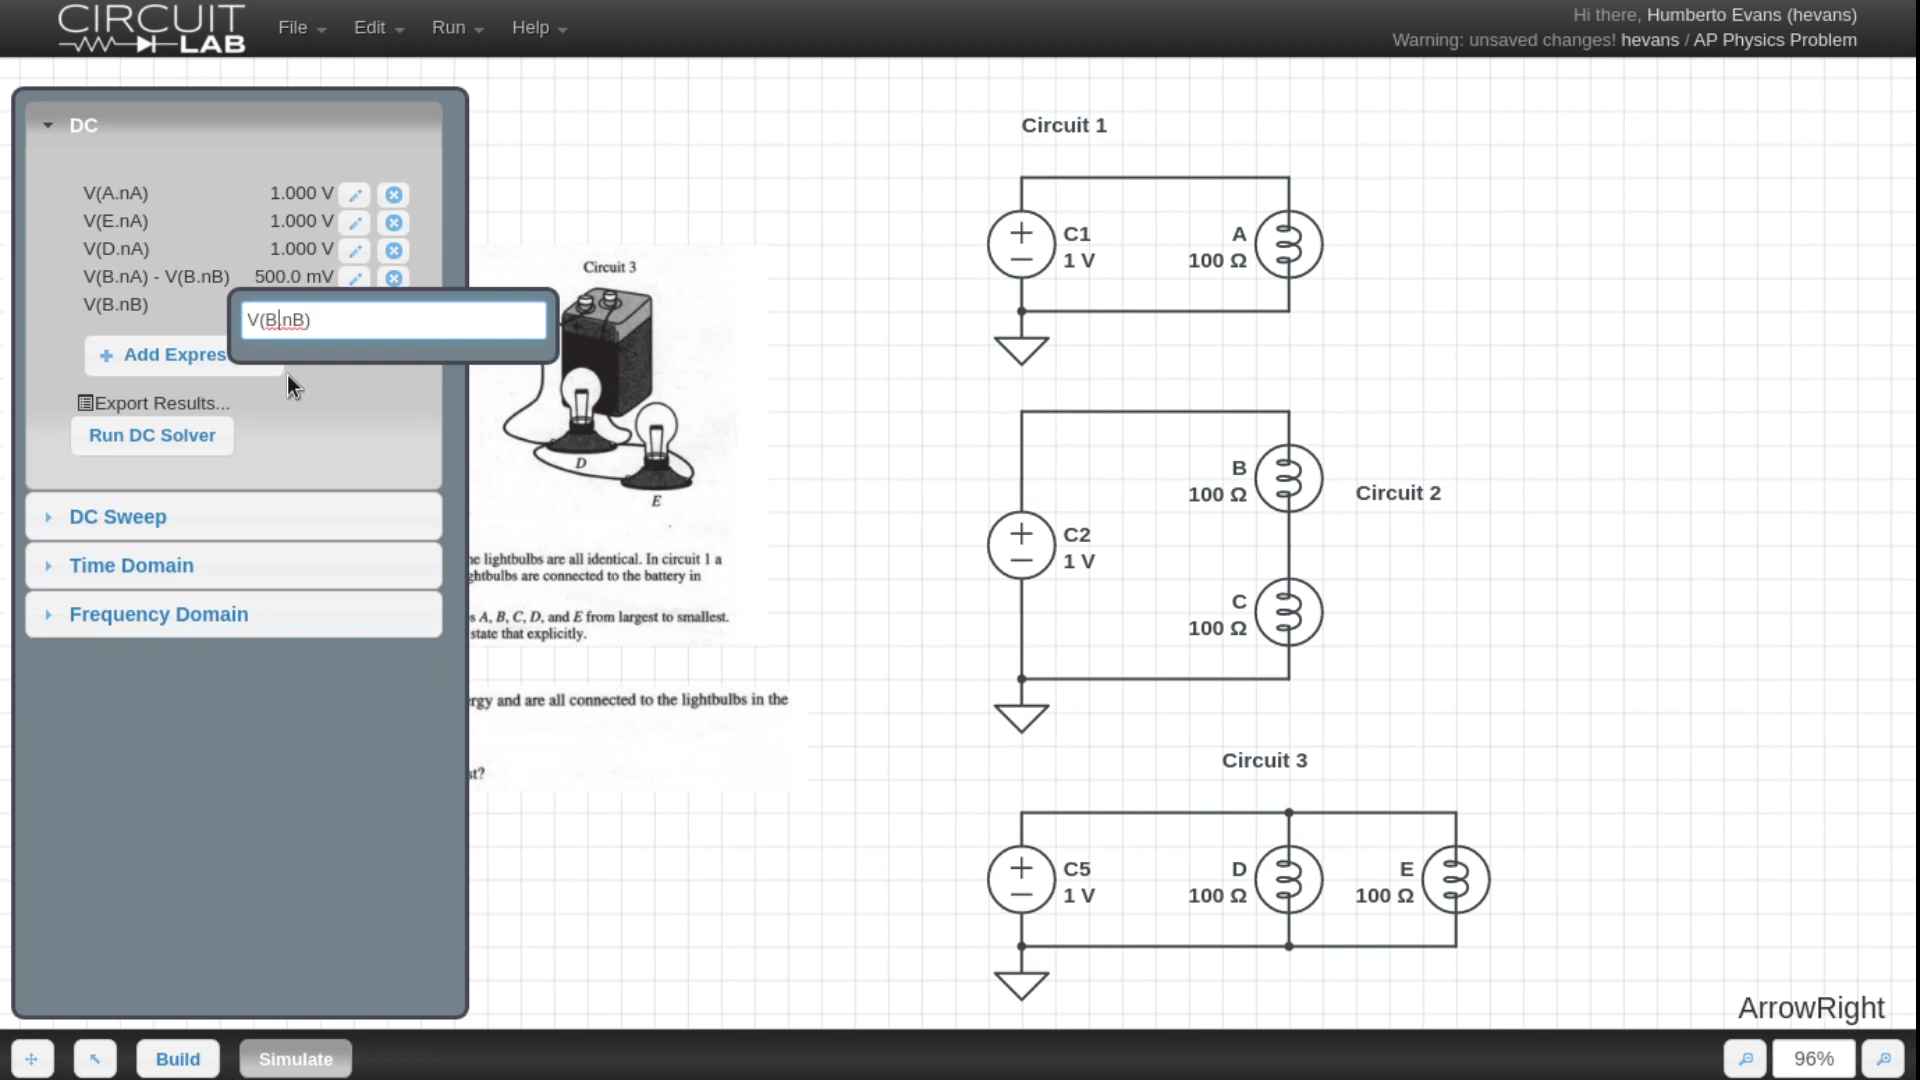 CIRCUIT
LAB
File
Edit
Run
Help
Hi there, Humberto Evans (hevans)
Warning: unsaved changes! hevans / AP Physics Problem
DC
V(A.nA) 1.000 V
V(E.nA) 1.000 V
V(D.nA) 1.000 V
V(B.nA) - V(B.nB) 500.0 mV
V(B.nB)
V(B.nB)
+ Add Expres
Export Results...
Run DC Solver
DC Sweep
Time Domain
Frequency Domain
Circuit 3
D
E
lightbulbs are all identical. In circuit 1 a
are connected to the battery in
A, B, C, D, and E from largest to smallest.
state that explicitly.
and are all connected to the lightbulbs in the
Circuit 1
C1
1 V
A
100 Ω
B
100 Ω
Circuit 2
C2
1 V
C
100 Ω
Circuit 3
C5
1 V
D
100 Ω
E
100 Ω
ArrowRight
Build
Simulate
96%